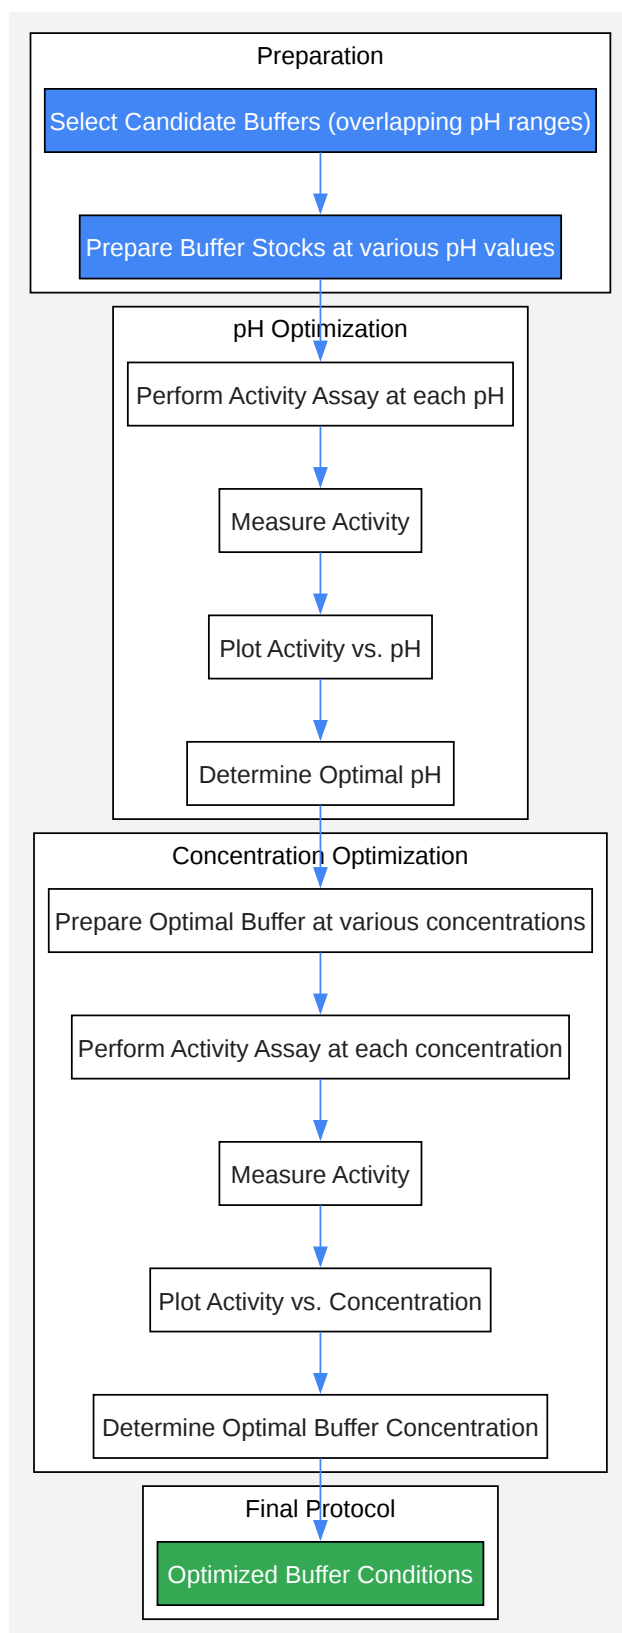 Preparation
Select Candidate Buffers (overlapping pH ranges)
Prepare Buffer Stocks at various pH values
pH Optimization
Perform Activity Assay at each pH
Measure Activity
Plot Activity vs. pH
Determine Optimal pH
Concentration Optimization
Prepare Optimal Buffer at various concentrations
Perform Activity Assay at each concentration
Measure Activity
Plot Activity vs. Concentration
Determine Optimal Buffer Concentration
Final Protocol
Optimized Buffer Conditions